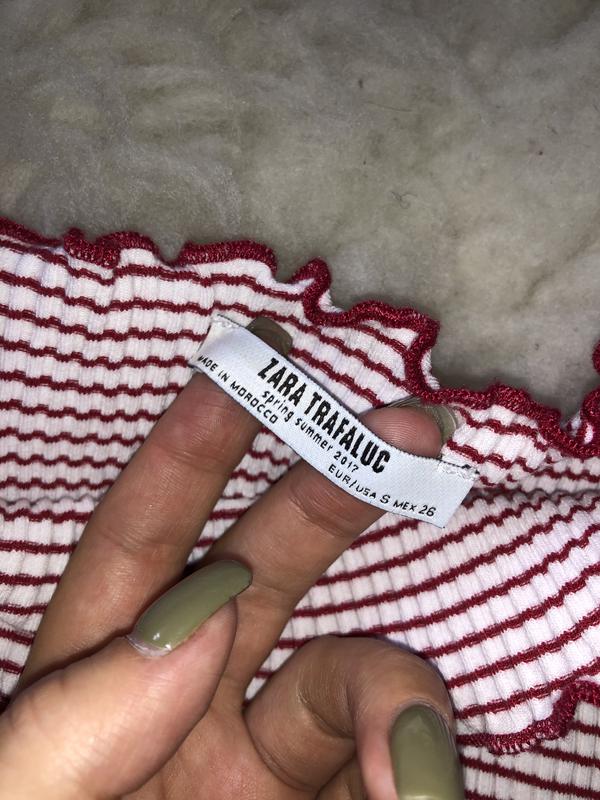 ZARA TRAFALUC
spring summer 2017
MADE IN MOROCCO
EUR/USA S MEX 26